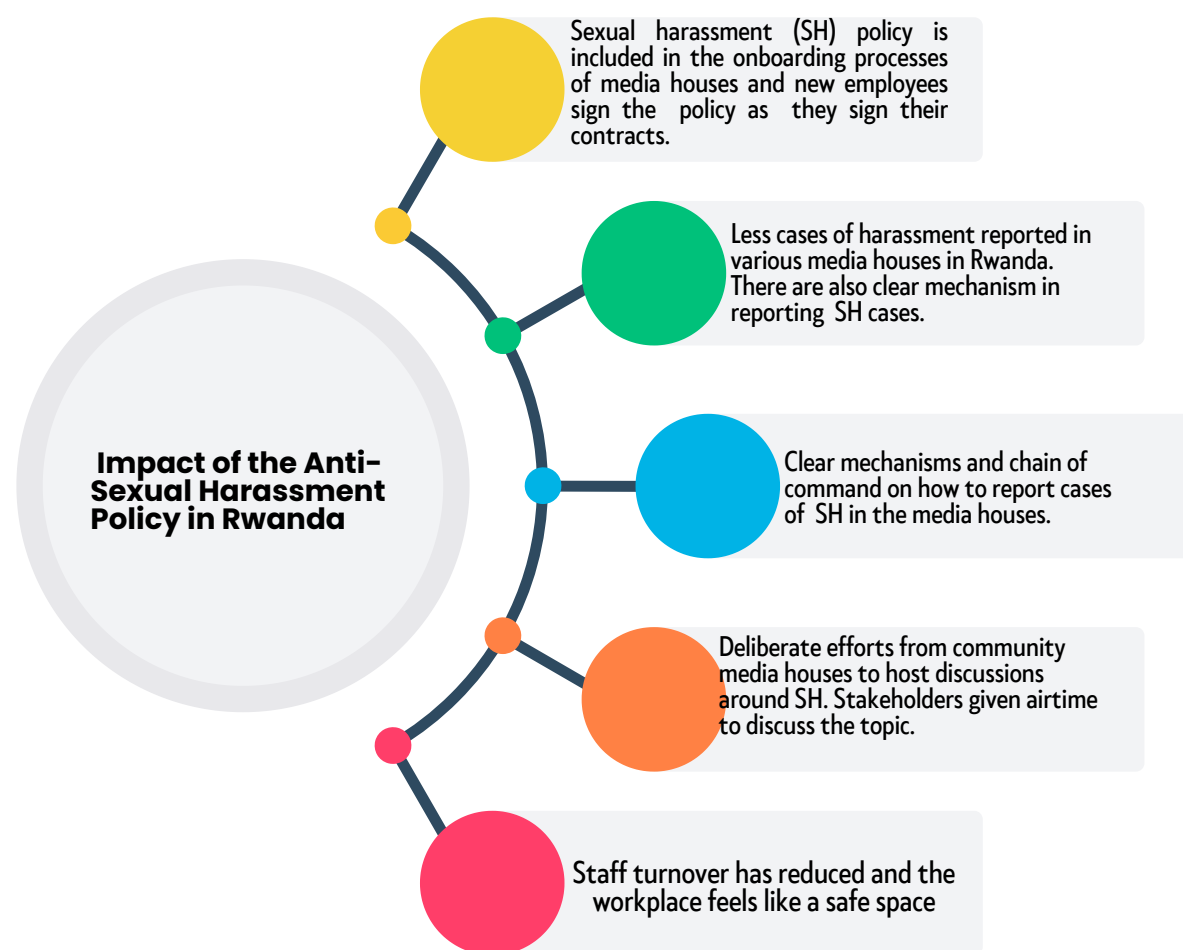 Impact of the Anti-
Sexual Harassment
Policy in Rwanda
Sexual harassment (SH) policy is
included in the onboarding processes
of media houses and new employees
sign the policy as they sign their
contracts.
Less cases of harassment reported in
various media houses in Rwanda.
There are also clear mechanism in
reporting SH cases.
Clear mechanisms and chain of
command on how to report cases
of SH in the media houses.
Deliberate efforts from community
media houses to host discussions
around SH. Stakeholders given airtime
to discuss the topic.
Staff turnover has reduced and the
workplace feels like a safe space